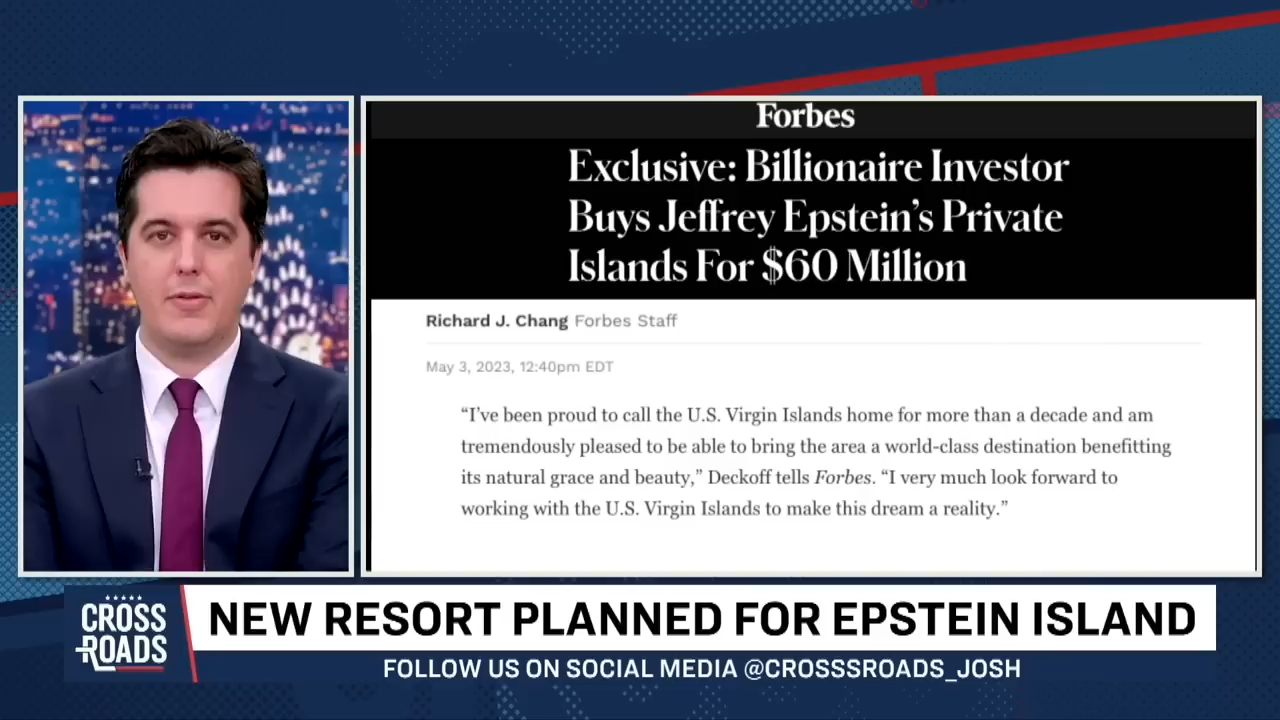 Forbes
Exclusive: Billionaire Investor
Buys Jeffrey Epstein’s Private
Islands For $60 Million
Richard J. Chang Forbes Staff
May 3, 2023, 12:40pm EDT
“I’ve been proud to call the U.S. Virgin Islands home for more than a decade and am
tremendously pleased to be able to bring the area a world-class destination benefitting
its natural grace and beauty,” Deckoff tells Forbes. “I very much look forward to
working with the U.S. Virgin Islands to make this dream a reality.”
CROSS
ROADS
NEW RESORT PLANNED FOR EPSTEIN ISLAND
FOLLOW US ON SOCIAL MEDIA @CROSSSROADS_JOSH